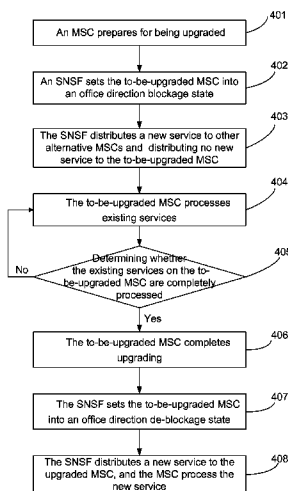 401
An MSC prepares for being upgraded
402
An SNSF sets the to-be-upgraded MSC into
an office direction blockage state
403
The SNSF distributes a new service to other
alternative MSCs and distributing no new
service to the to-be-upgraded MSC
404
The to-be-upgraded MSC processes
existing services
405
Determining whether
the existing services on the to-
be-upgraded MSC are completely
processed
No
Yes
406
The to-be-upgraded MSC completes
upgrading
407
The SNSF sets the to-be-upgraded MSC
into an office direction de-blockage state
408
The SNSF distributes a new service to the
upgraded MSC, and the MSC process the
new service